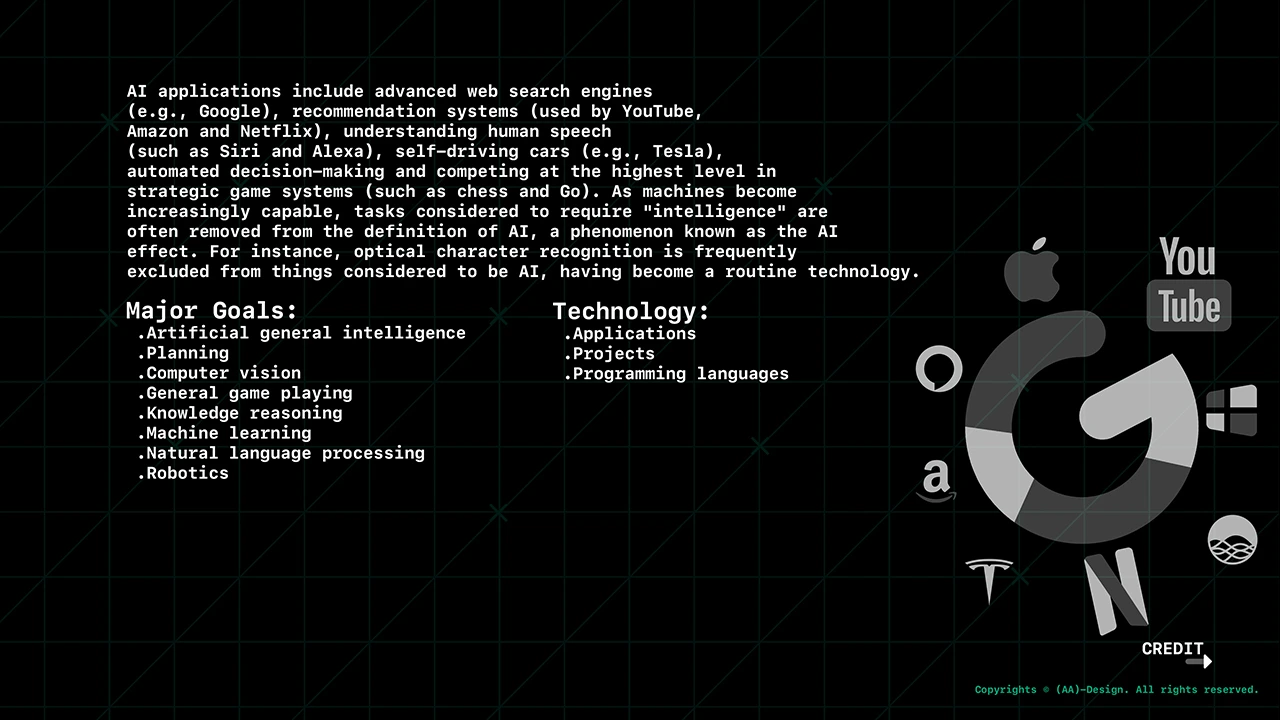 AI applications include advanced web search engines
(e.g., Google), recommendation systems (used by YouTube,
Amazon and Netflix), understanding human speech
(such as Siri and Alexa), self-driving cars (e.g., Tesla),
automated decision-making and competing at the highest level in
strategic game systems (such as chess and Go). As machines become
increasingly capable, tasks considered to require "intelligence" are
often removed from the definition of AI, a phenomenon known as the AI
effect. For instance, optical character recognition is frequently
excluded from things considered to be AI, having become a routine technology.
Major Goals:
.Artificial general intelligence
.Planning
.Computer vision
.General game playing
.Knowledge reasoning
.Machine learning
.Natural language processing
.Robotics
Technology:
.Applications
.Projects
.Programming languages
You
Tube
a
N
CREDIT
Copyrights © (AA)-Design. All rights reserved.